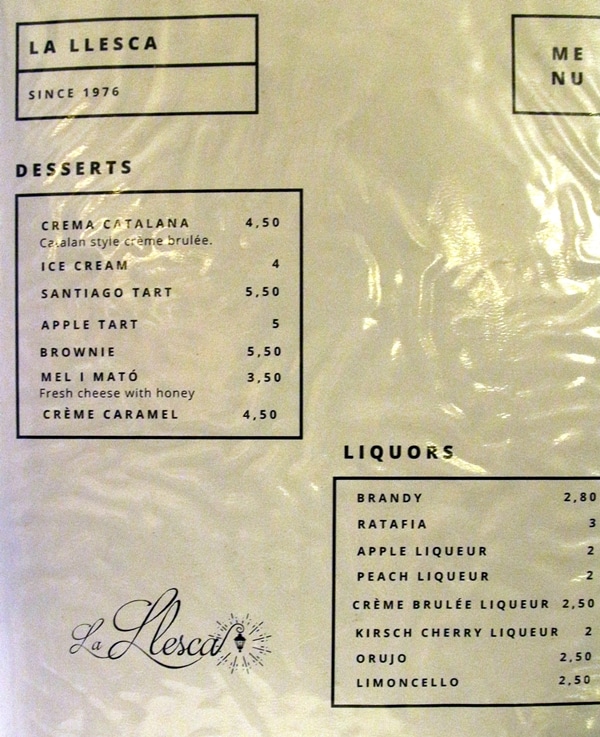 LA LLESCA
SINCE 1976
ME
NU
DESSERTS
CREMA CATALANA 4,50
Catalan style crème brulée.
ICE CREAM 4
SANTIAGO TART 5,50
APPLE TART 5
BROWNIE 5,50
MEL I MATÓ 3,50
Fresh cheese with honey
CRÈME CARAMEL 4,50
LIQUORS
BRANDY 2,80
RATAFIA 3
APPLE LIQUEUR 2
PEACH LIQUEUR 2
CRÈME BRULÉE LIQUEUR 2,50
KIRSCH CHERRY LIQUEUR 2
ORUJO 2,50
LIMONCELLO 2,50
La Llesca